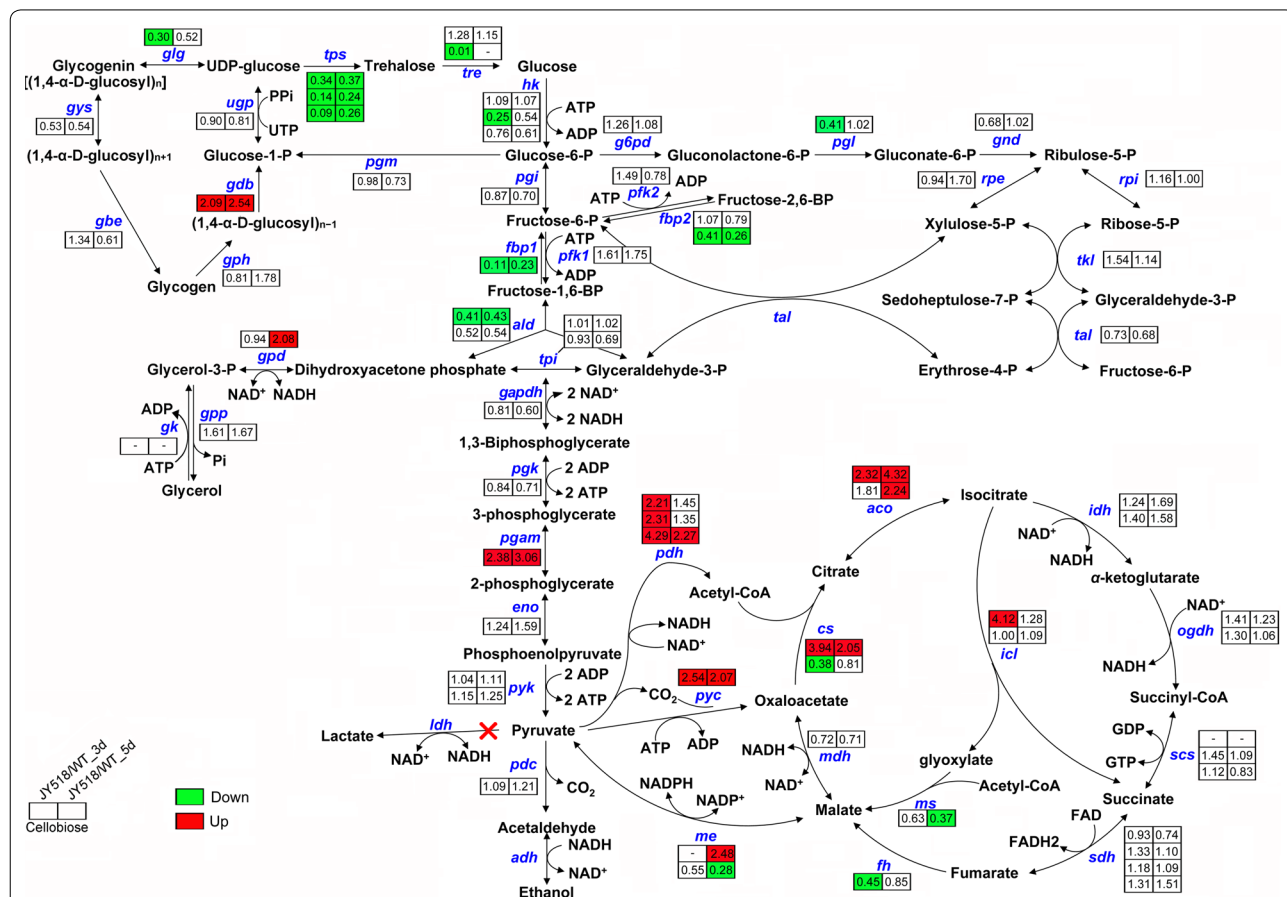 0.30 0.52
glg
Glycogenin
[(1,4-α-D-glucosyl)n]
UDP-glucose
tps
0.34 0.37
0.14 0.24
0.09 0.26
Trehalose
1.28 1.15
0.01 -
tre
Glucose
hk
1.09 1.07
0.25 0.54
0.76 0.61
ATP
ADP
gys
0.53 0.54
ugp
0.90 0.81
PPi
UTP
(1,4-α-D-glucosyl)n+1
Glucose-1-P
pgm
0.98 0.73
Glucose-6-P
1.26 1.08
g6pd
Gluconolactone-6-P
0.41 1.02
pgl
Gluconate-6-P
0.68 1.02
gnd
Ribulose-5-P
gdb
2.09 2.54
(1,4-α-D-glucosyl)n−1
gbe
1.34 0.61
gph
0.81 1.78
Glycogen
pgi
0.87 0.70
1.49 0.78
ATP
ADP
pfk2
Fructose-2,6-BP
fbp2
1.07 0.79
0.41 0.26
0.94 1.70
rpe
rpi
1.16 1.00
Fructose-6-P
Xylulose-5-P
Ribose-5-P
fbp1
0.11 0.23
ATP
pfk1
ADP
1.61 1.75
tkl
1.54 1.14
Fructose-1,6-BP
Sedoheptulose-7-P
Glyceraldehyde-3-P
0.41 0.43
0.52 0.54
ald
1.01 1.02
0.93 0.69
tpi
tal
tal
0.73 0.68
0.94 2.08
gpd
Glycerol-3-P
NAD+
NADH
Dihydroxyacetone phosphate
Glyceraldehyde-3-P
Erythrose-4-P
Fructose-6-P
gapdh
0.81 0.60
2 NAD+
2 NADH
ADP
gk
- -
ATP
gpp
1.61 1.67
Pi
Glycerol
1,3-Biphosphoglycerate
pgk
0.84 0.71
2 ADP
2 ATP
3-phosphoglycerate
pgam
2.38 3.06
2-phosphoglycerate
eno
1.24 1.59
Phosphoenolpyruvate
1.04 1.11
1.15 1.25
pyk
2 ADP
2 ATP
2.21 1.45
2.31 1.35
4.29 2.27
pdh
NADH
NAD+
Acetyl-CoA
2.32 4.32
1.81 2.24
aco
Citrate
Isocitrate
1.24 1.69
1.40 1.58
idh
NAD+
NADH
α-ketoglutarate
cs
3.94 2.05
0.38 0.81
4.12 1.28
1.00 1.09
icl
NAD+
ogdh
1.41 1.23
1.30 1.06
NADH
Succinyl-CoA
CO2
2.54 2.07
pyc
Oxaloacetate
ATP
ADP
Lactate
ldh
NAD+
NADH
Pyruvate
pdc
1.09 1.21
CO2
NADH
NAD+
0.72 0.71
mdh
glyoxylate
Acetyl-CoA
GDP
GTP
scs
- -
1.45 1.09
1.12 0.83
NADPH
NADP+
me
- 2.48
0.55 0.28
Malate
ms
0.63 0.37
Succinate
FAD
FADH2
sdh
0.93 0.74
1.33 1.10
1.18 1.09
1.31 1.51
fh
0.45 0.85
Fumarate
Acetaldehyde
adh
NADH
NAD+
Ethanol
JY518/WT_3d
JY518/WT_5d
Cellobiose
Down
Up